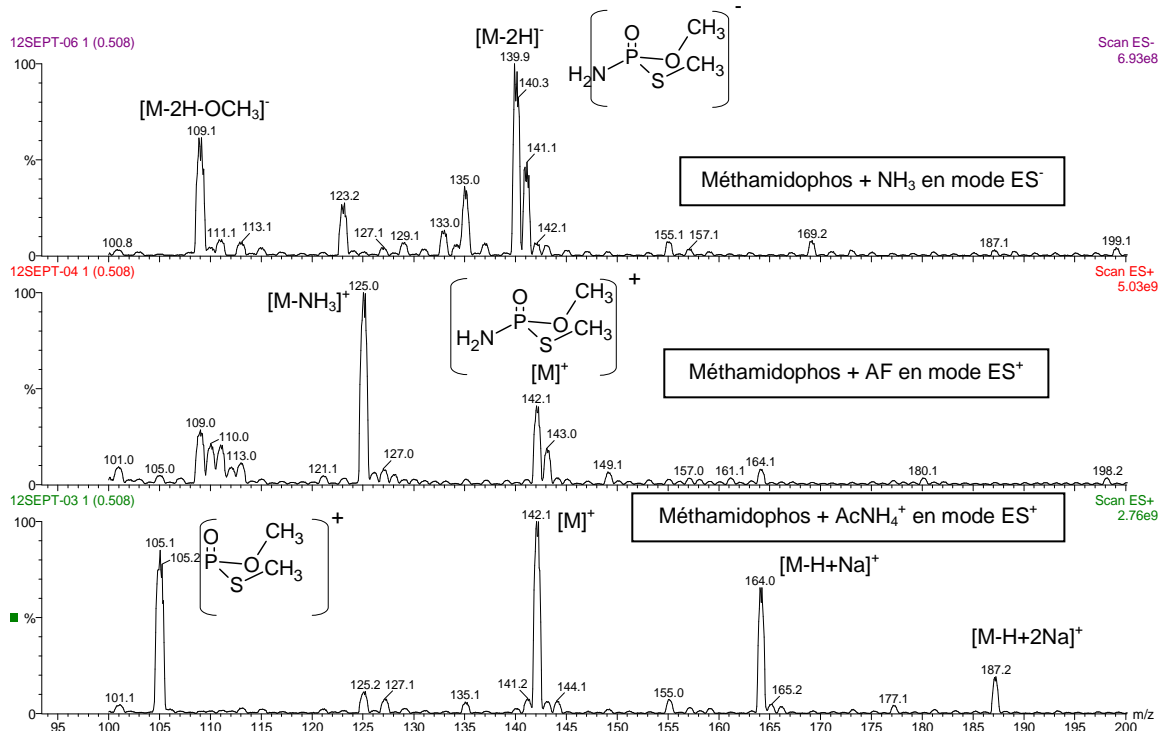 12SEPT-06 1 (0.508)
Scan ES-
6.93e8
[M-2H]-
-
O
CH3
P
O
H2N
S
CH3
[M-2H-OCH3]-
Méthamidophos + NH3 en mode ES-
100
%
0
100.8
109.1
111.1
113.1
123.2
127.1
129.1
133.0
135.0
139.9
140.3
141.1
142.1
155.1
157.1
169.2
187.1
199.1
12SEPT-04 1 (0.508)
Scan ES+
5.03e9
[M-NH3]+
+
O
CH3
P
O
H2N
S
CH3
[M]+
Méthamidophos + AF en mode ES+
100
%
0
101.0
105.0
109.0
110.0
113.0
121.1
125.0
127.0
142.1
143.0
149.1
157.0
161.1
164.1
180.1
198.2
12SEPT-03 1 (0.508)
Scan ES+
2.76e9
+
O
CH3
P
O
S
CH3
[M]+
Méthamidophos + AcNH4+ en mode ES+
[M-H+Na]+
[M-H+2Na]+
100
%
0
101.1
105.1
105.2
125.2
127.1
135.1
141.2
142.1
144.1
155.0
164.0
165.2
177.1
187.2
95 100 105 110 115 120 125 130 135 140 145 150 155 160 165 170 175 180 185 190 195 200 m/z